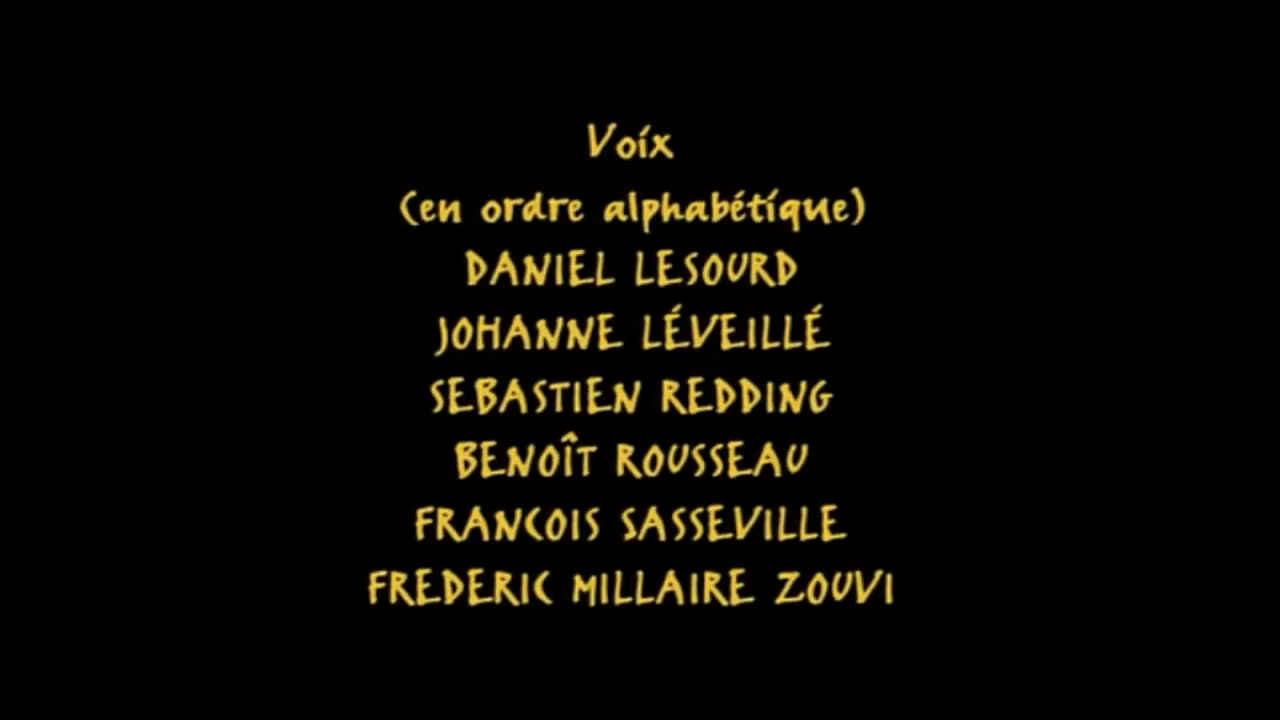 Voix
(en ordre alphabétique)
DANIEL LESOURD
JOHANNE LÉVEILLÉ
SEBASTIEN REDDING
BENOÎT ROUSSEAU
FRANCOIS SASSEVILLE
FREDERIC MILLAIRE ZOUVI